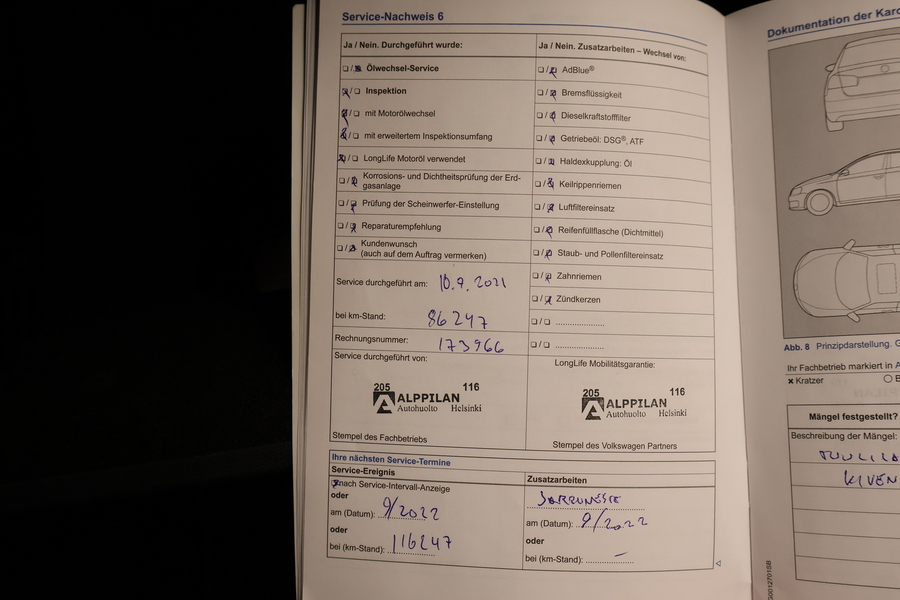 Service-Nachweis 6
Ja / Nein. Durchgeführt wurde:
☐/☒ Ölwechsel-Service
☒/☐ Inspektion
☒/☐ mit Motorölwechsel
☒/☐ mit erweitertem Inspektionsumfang
☒/☐ LongLife Motoröl verwendet
☐/☒ Korrosions- und Dichtheitsprüfung der Erd-
gasanlage
☐/☒ Prüfung der Scheinwerfer-Einstellung
☐/☒ Reparaturempfehlung
☐/☒ Kundenwunsch
(auch auf dem Auftrag vermerken)
Service durchgeführt am: 10.9.2021
bei km-Stand: 86247
Rechnungsnummer: 173966
Service durchgeführt von:
205 116
ALPPILAN
Autohuolto Helsinki
Stempel des Fachbetriebs
Ja / Nein. Zusatzarbeiten – Wechsel von:
☐/☒ AdBlue®
☐/☒ Bremsflüssigkeit
☐/☒ Dieselkraftstofffilter
☐/☒ Getriebeöl: DSG®, ATF
☐/☒ Haldexkupplung: Öl
☐/☒ Keilrippenriemen
☐/☒ Luftfiltereinsatz
☐/☒ Reifenfüllflasche (Dichtmittel)
☐/☒ Staub- und Pollenfiltereinsatz
☐/☒ Zahnriemen
☐/☒ Zündkerzen
☐/☐ .....................
☐/☐ .....................
LongLife Mobilitätsgarantie:
205 116
ALPPILAN
Autohuolto Helsinki
Stempel des Volkswagen Partners
Ihre nächsten Service-Termine
Service-Ereignis
☒ nach Service-Intervall-Anzeige
oder
am (Datum): 9/2022
oder
bei (km-Stand): 116247
Zusatzarbeiten
JARRUNESTE
am (Datum): 9/2022
oder
bei (km-Stand): –
Dokumentation der Karo
Abb. 8 Prinzipdarstellung. G
Ihr Fachbetrieb markiert in A
✗ Kratzer
Mängel festgestellt?
Beschreibung der Mängel:
TUULILA
KIVEN